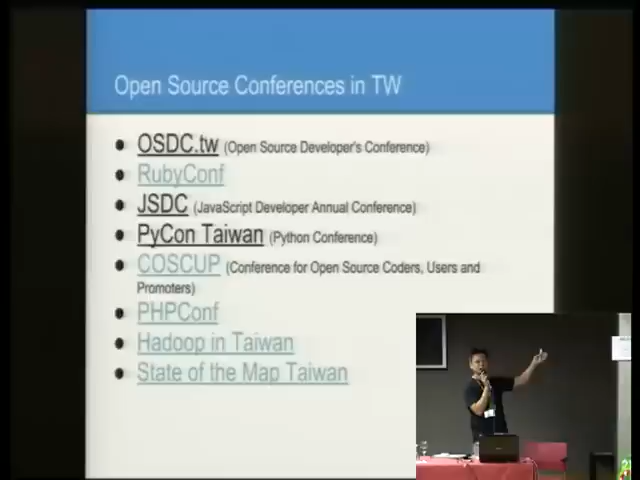 Open Source Conferences in TW
OSDC.tw (Open Source Developer's Conference)
RubyConf
JSDC (JavaScript Developer Annual Conference)
PyCon Taiwan (Python Conference)
COSCUP (Conference for Open Source Coders, Users and
Promoters)
PHPConf
Hadoop in Taiwan
State of the Map Taiwan